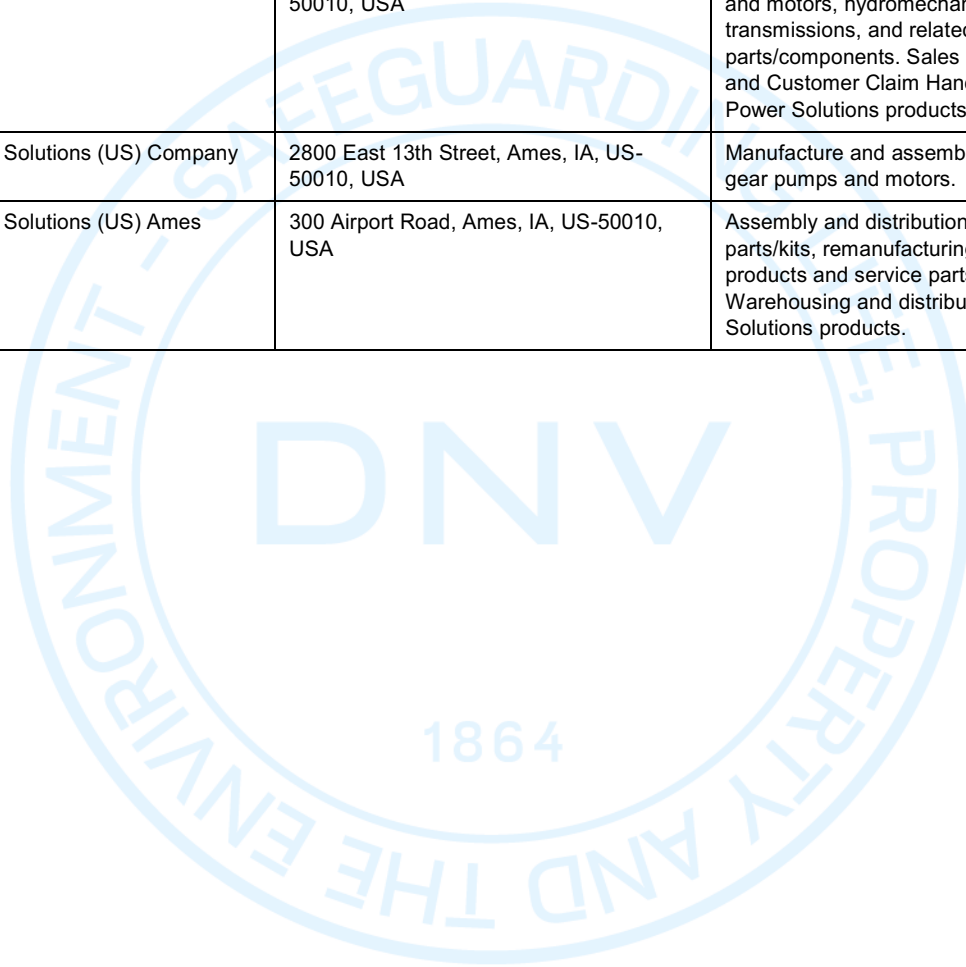 50010, USA
and motors, hydromechan
transmissions, and related
parts/components. Sales
and Customer Claim Han
Power Solutions products
Solutions (US) Company
2800 East 13th Street, Ames, IA, US-
50010, USA
Manufacture and assemb
gear pumps and motors.
Solutions (US) Ames
300 Airport Road, Ames, IA, US-50010,
USA
Assembly and distribution
parts/kits, remanufacturing
products and service part
Warehousing and distribu
Solutions products.
SAFEGUARDING LIFE, PROPERTY AND THE ENVIRONMENT -
DNV
1864